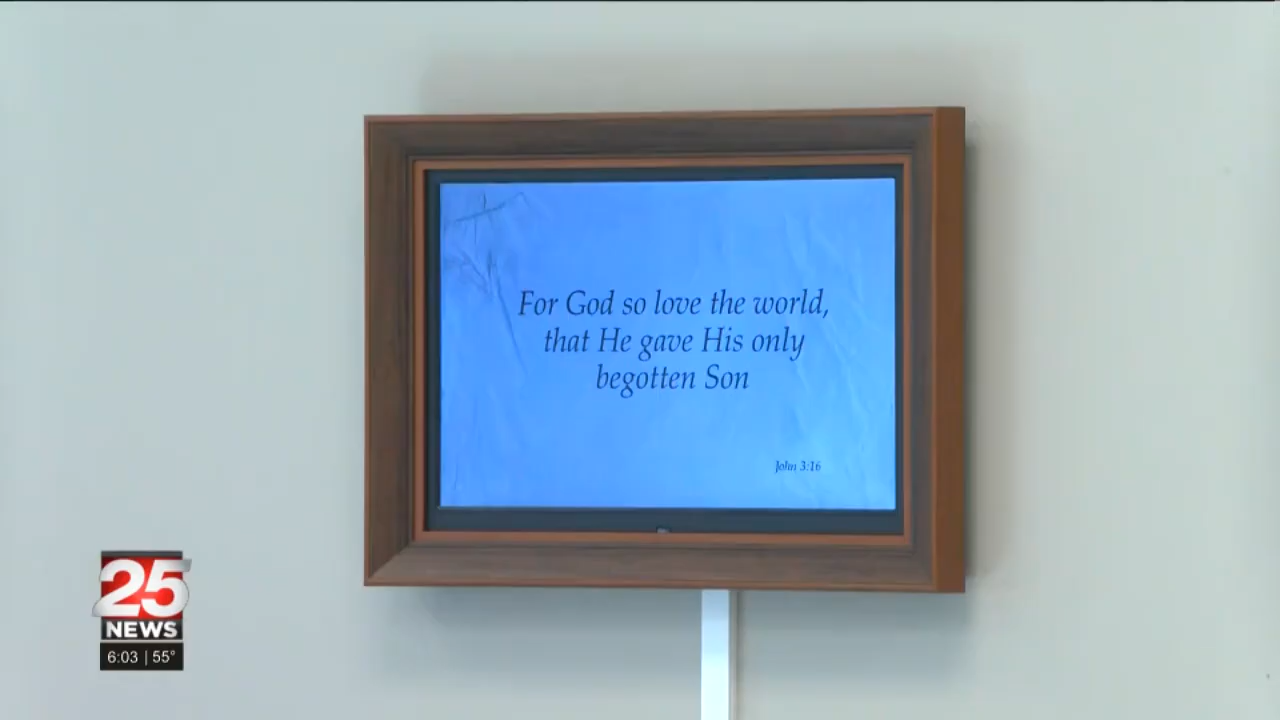 For God so love the world,
that He gave His only
begotten Son
John 3:16
25
NEWS
6:03 | 55°